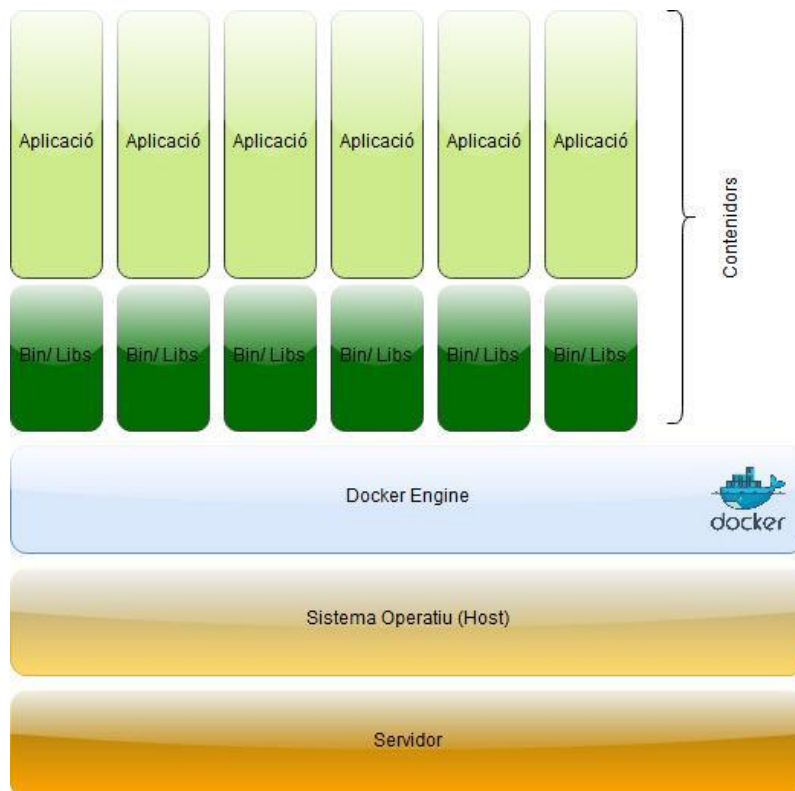 Aplicació Aplicació Aplicació Aplicació Aplicació Aplicació
Contenidors
Bin/ Libs Bin/ Libs Bin/ Libs Bin/ Libs Bin/ Libs Bin/ Libs
Docker Engine
docker
Sistema Operatiu (Host)
Servidor